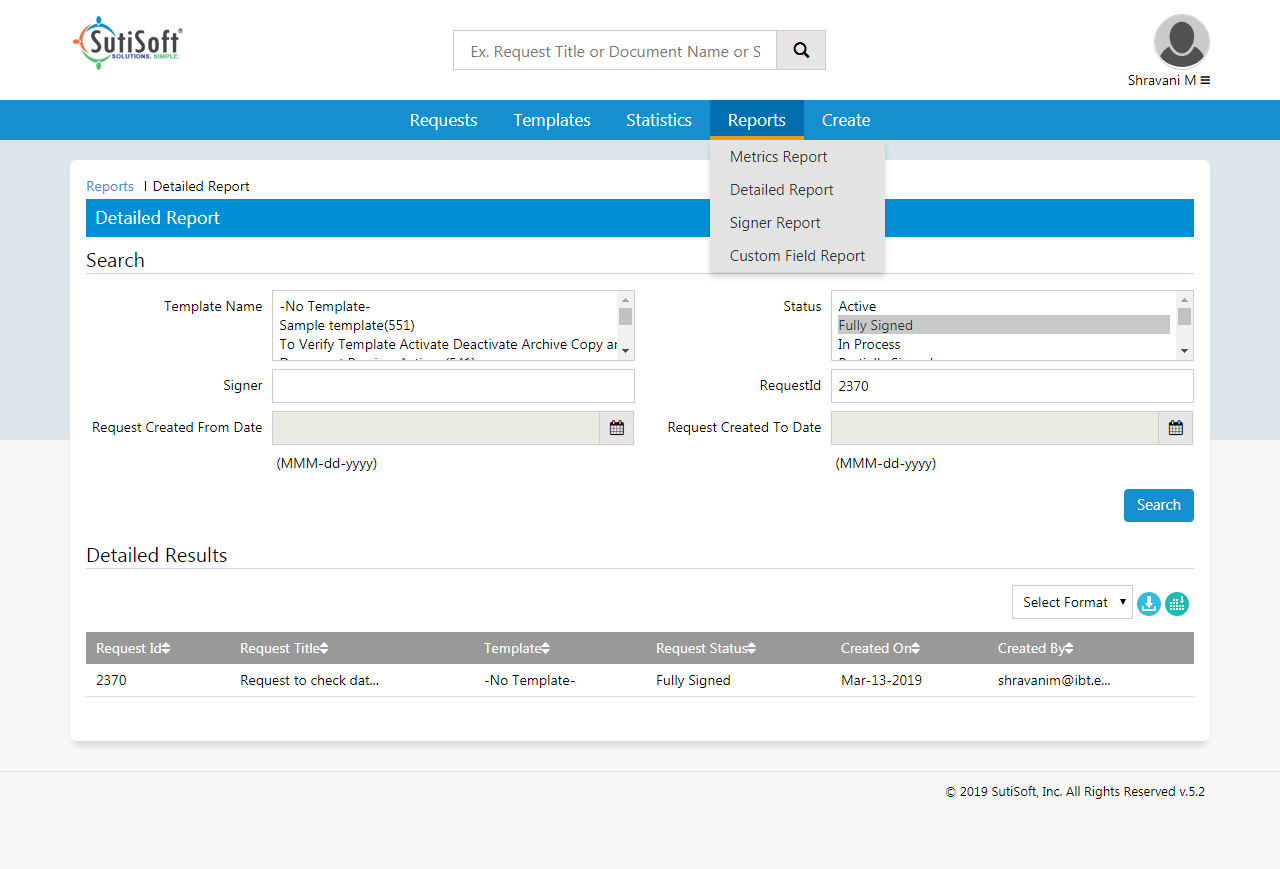 SutiSoft®
SOLUTIONS. SIMPLE.
Ex. Request Title or Document Name or S
Shravani M
Requests Templates Statistics Reports Create
Metrics Report
Detailed Report
Signer Report
Custom Field Report
Reports | Detailed Report
Detailed Report
Search
Template Name
-No Template-
Sample template(551)
To Verify Template Activate Deactivate Archive Copy ar
Status
Active
Fully Signed
In Process
Signer
RequestId 2370
Request Created From Date
(MMM-dd-yyyy)
Request Created To Date
(MMM-dd-yyyy)
Search
Detailed Results
Select Format
Request Id Request Title Template Request Status Created On Created By
2370 Request to check dat... -No Template- Fully Signed Mar-13-2019 shravanim@ibt.e...
© 2019 SutiSoft, Inc. All Rights Reserved v.5.2